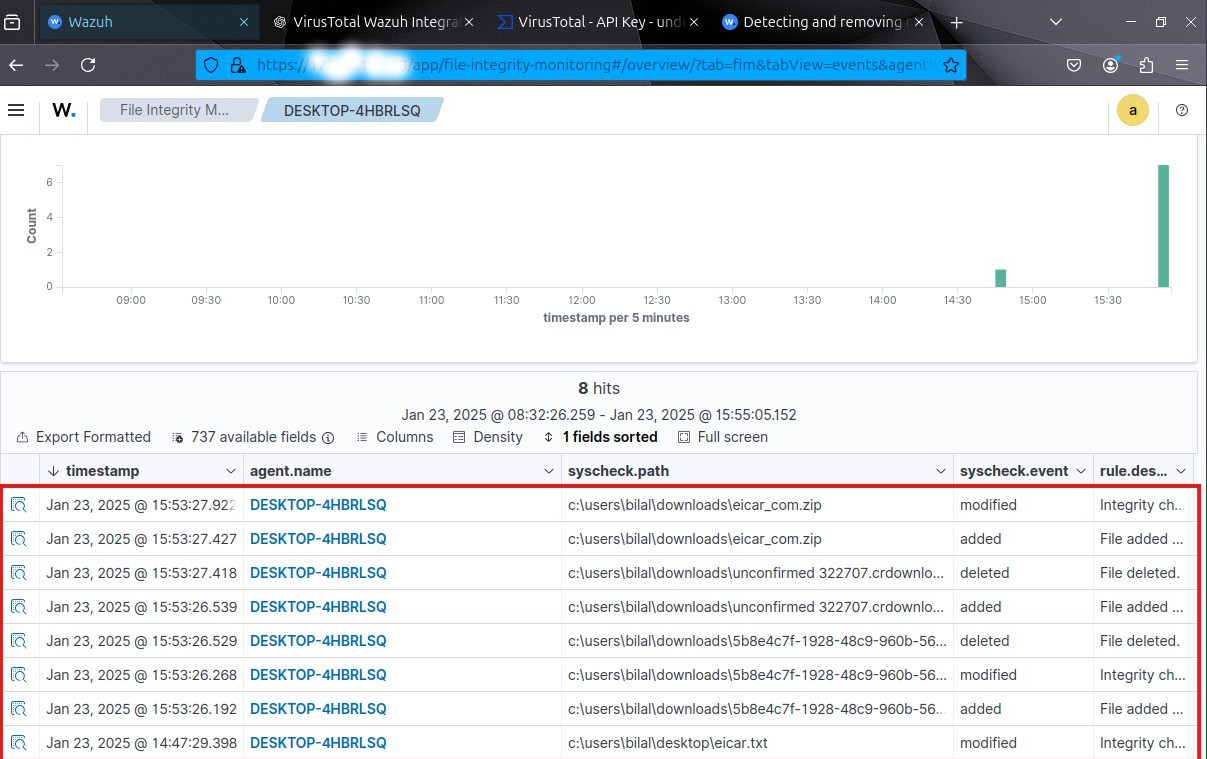 Wazuh VirusTotal Wazuh Integra VirusTotal - API Key - und Detecting and removing
https:// /app/file-integrity-monitoring#/overview/?tab=fim&tabView=events&agent
W. File Integrity M... DESKTOP-4HBRLSQ a
Count
6
4
2
0
09:00 09:30 10:00 10:30 11:00 11:30 12:00 12:30 13:00 13:30 14:00 14:30 15:00 15:30
timestamp per 5 minutes
8 hits
Jan 23, 2025 @ 08:32:26.259 - Jan 23, 2025 @ 15:55:05.152
Export Formatted 737 available fields Columns Density 1 fields sorted Full screen
timestamp agent.name syscheck.path syscheck.event rule.des...
Jan 23, 2025 @ 15:53:27.922 DESKTOP-4HBRLSQ c:\users\bilal\downloads\eicar_com.zip modified Integrity ch...
Jan 23, 2025 @ 15:53:27.427 DESKTOP-4HBRLSQ c:\users\bilal\downloads\eicar_com.zip added File added ...
Jan 23, 2025 @ 15:53:27.418 DESKTOP-4HBRLSQ c:\users\bilal\downloads\unconfirmed 322707.crdownlo... deleted File deleted.
Jan 23, 2025 @ 15:53:26.539 DESKTOP-4HBRLSQ c:\users\bilal\downloads\unconfirmed 322707.crdownlo... added File added ...
Jan 23, 2025 @ 15:53:26.529 DESKTOP-4HBRLSQ c:\users\bilal\downloads\5b8e4c7f-1928-48c9-960b-56... deleted File deleted.
Jan 23, 2025 @ 15:53:26.268 DESKTOP-4HBRLSQ c:\users\bilal\downloads\5b8e4c7f-1928-48c9-960b-56... modified Integrity ch...
Jan 23, 2025 @ 15:53:26.192 DESKTOP-4HBRLSQ c:\users\bilal\downloads\5b8e4c7f-1928-48c9-960b-56... added File added ...
Jan 23, 2025 @ 14:47:29.398 DESKTOP-4HBRLSQ c:\users\bilal\desktop\eicar.txt modified Integrity ch...